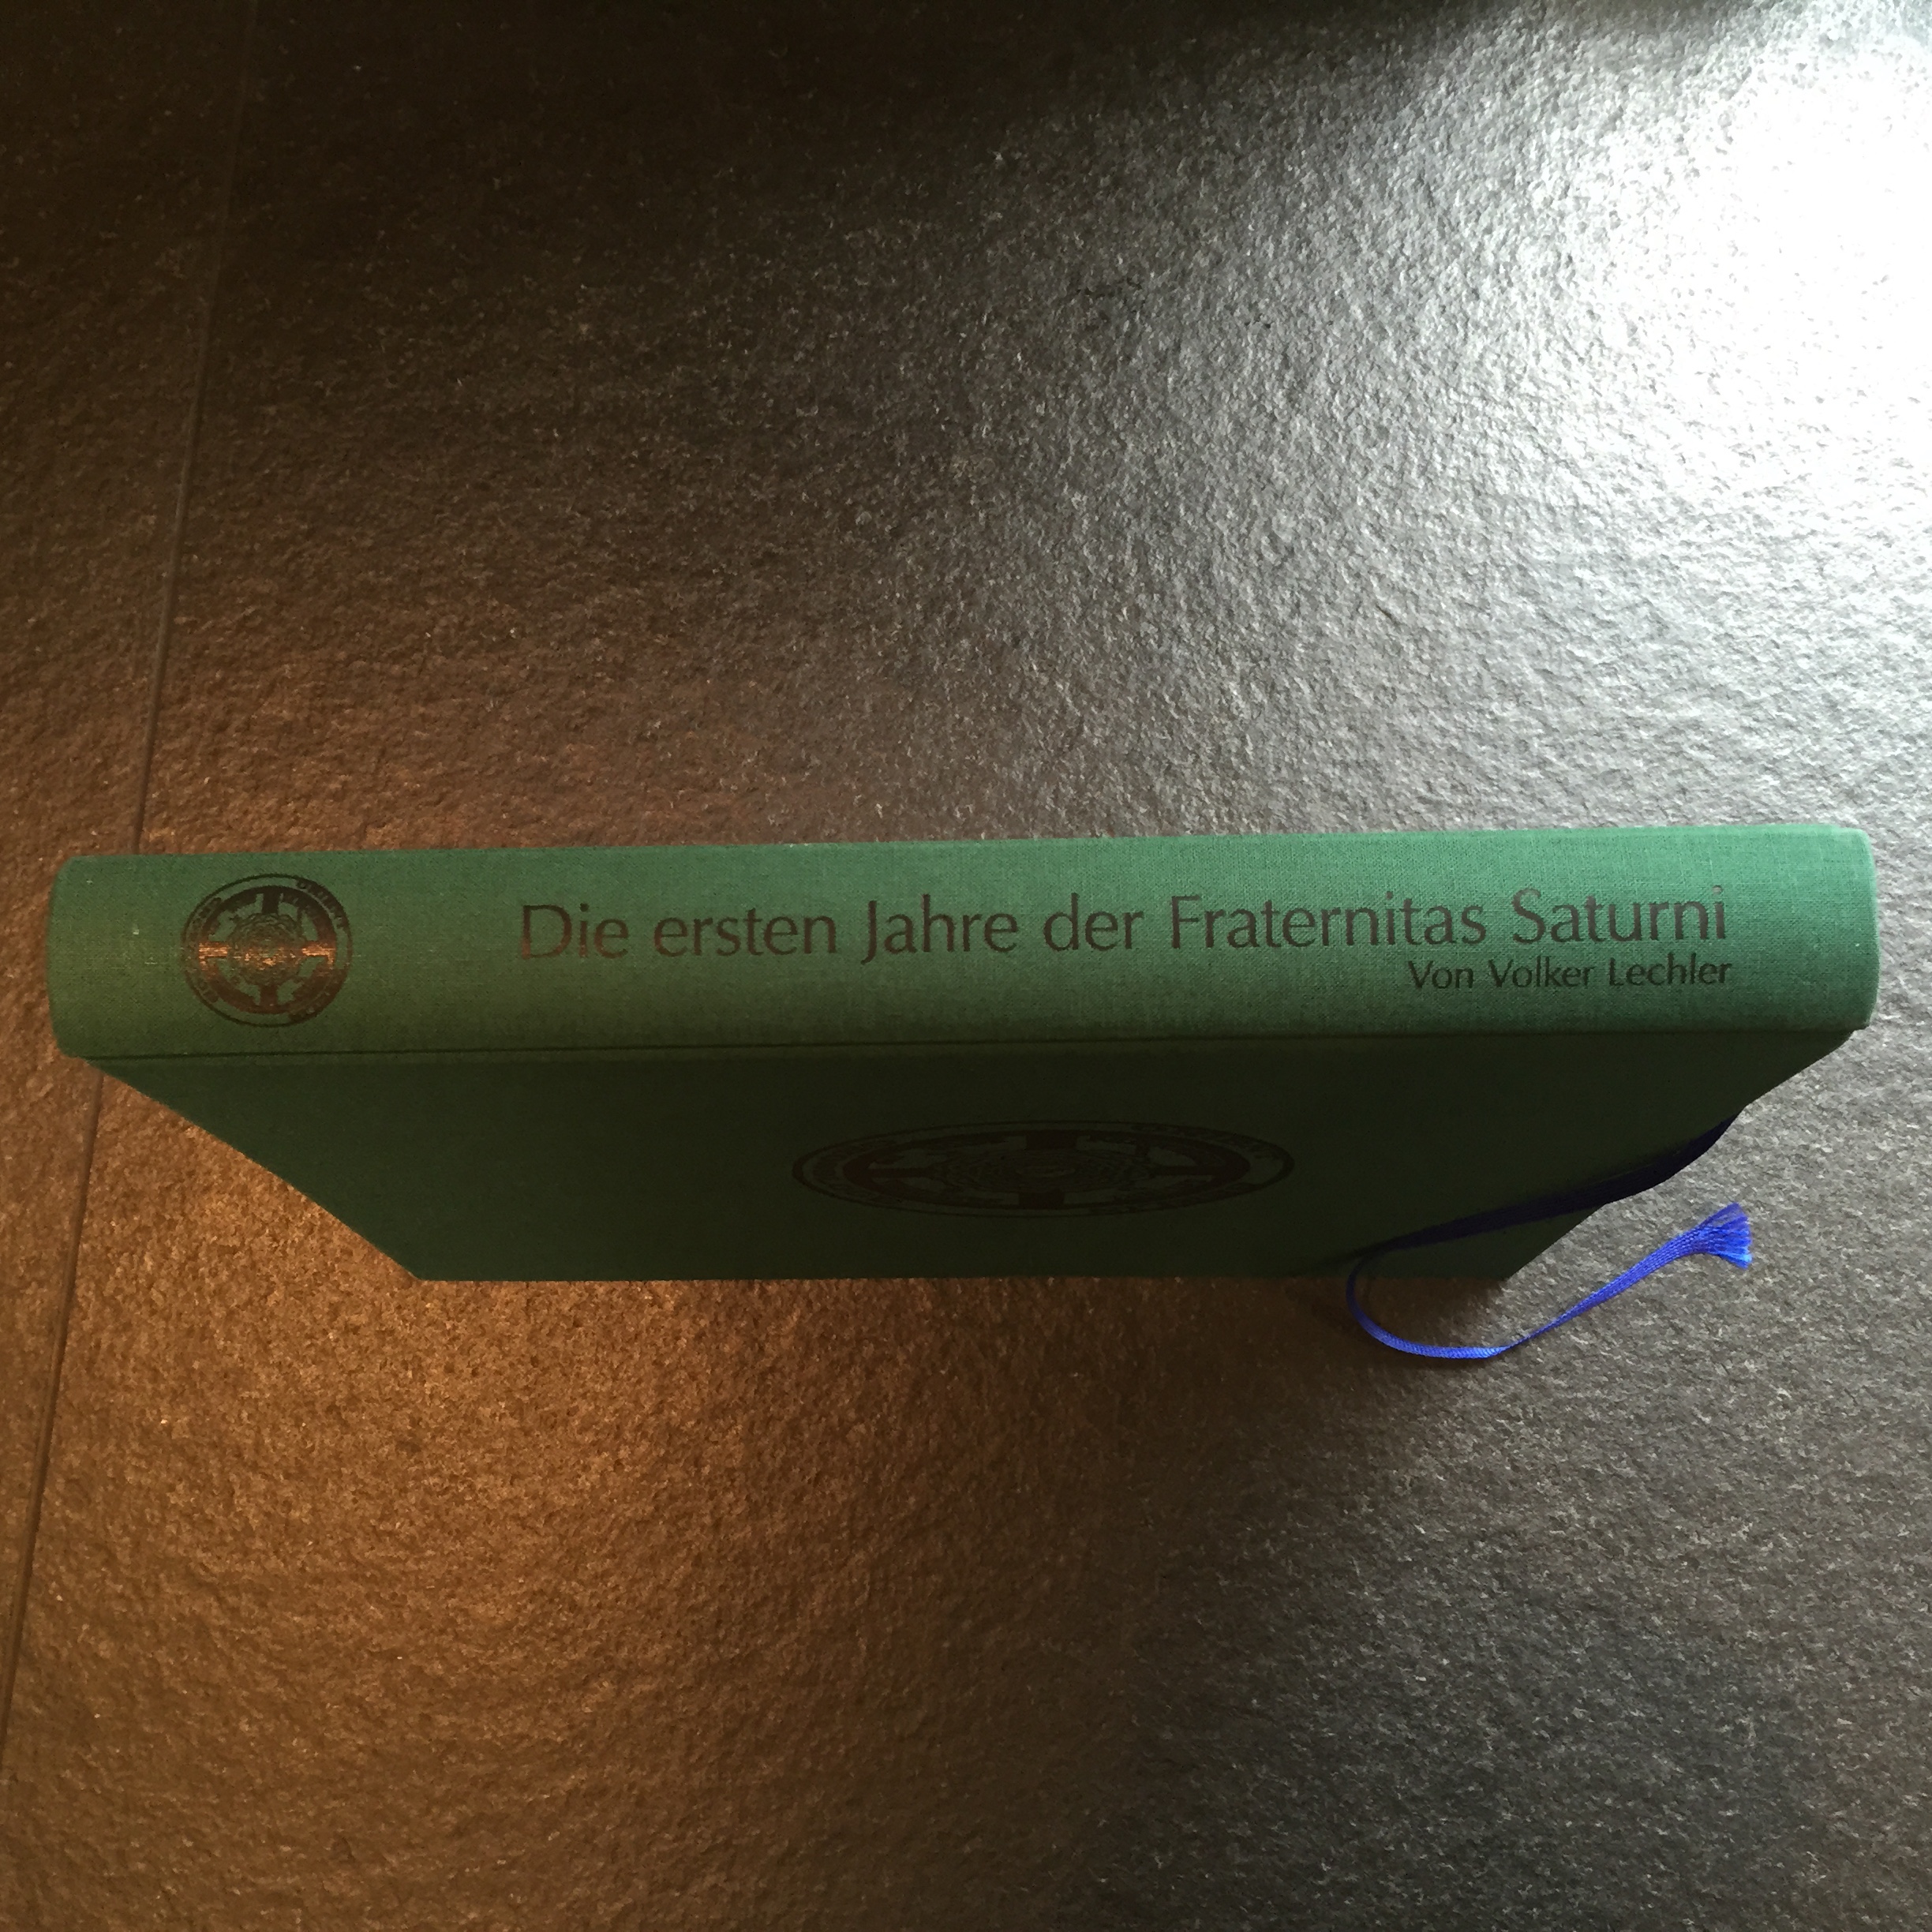 Die ersten Jahre der Fraternitas Saturni
Von Volker Lechler